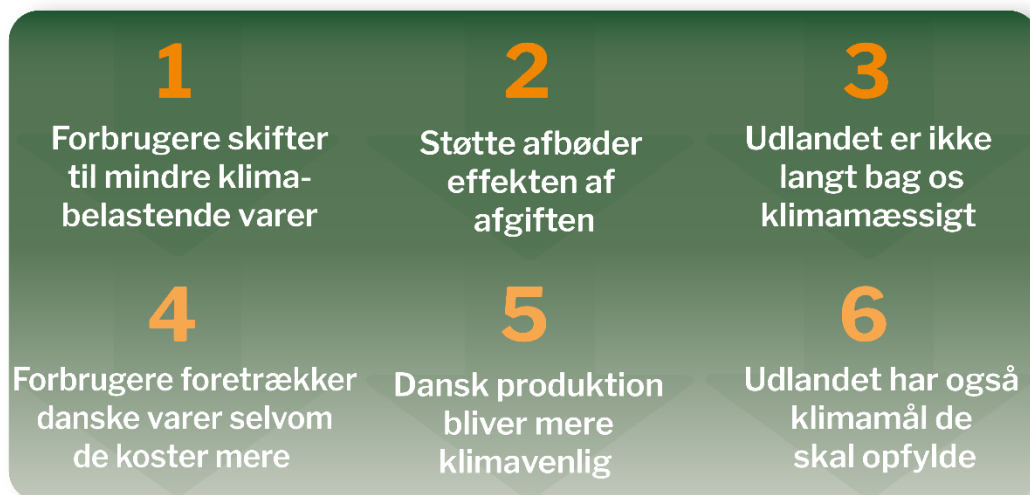 1
Forbrugere skifter
til mindre klima-
belastende varer
2
Støtte afbøder
effekten af
afgiften
3
Udlandet er ikke
langt bag os
klimamæssigt
4
Forbrugere foretrækker
danske varer selvom
de koster mere
5
Dansk produktion
bliver mere
klimavenlig
6
Udlandet har også
klimamål de
skal opfylde